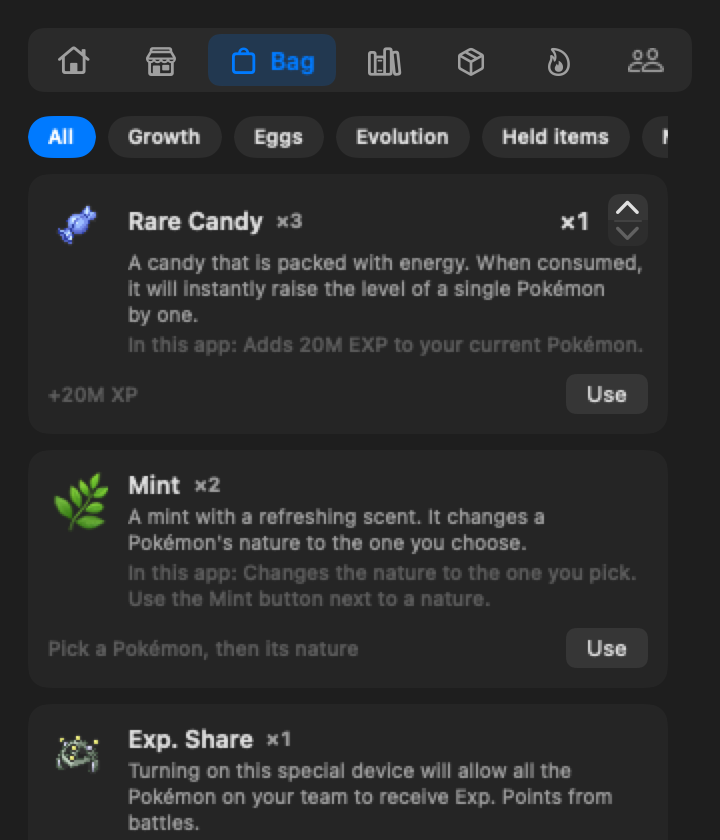 Bag
All
Growth
Eggs
Evolution
Held items
Rare Candy ×3
×1
A candy that is packed with energy. When consumed,
it will instantly raise the level of a single Pokémon
by one.
In this app: Adds 20M EXP to your current Pokémon.
+20M XP
Use
Mint ×2
A mint with a refreshing scent. It changes a
Pokémon's nature to the one you choose.
In this app: Changes the nature to the one you pick.
Use the Mint button next to a nature.
Pick a Pokémon, then its nature
Use
Exp. Share ×1
Turning on this special device will allow all the
Pokémon on your team to receive Exp. Points from
battles.